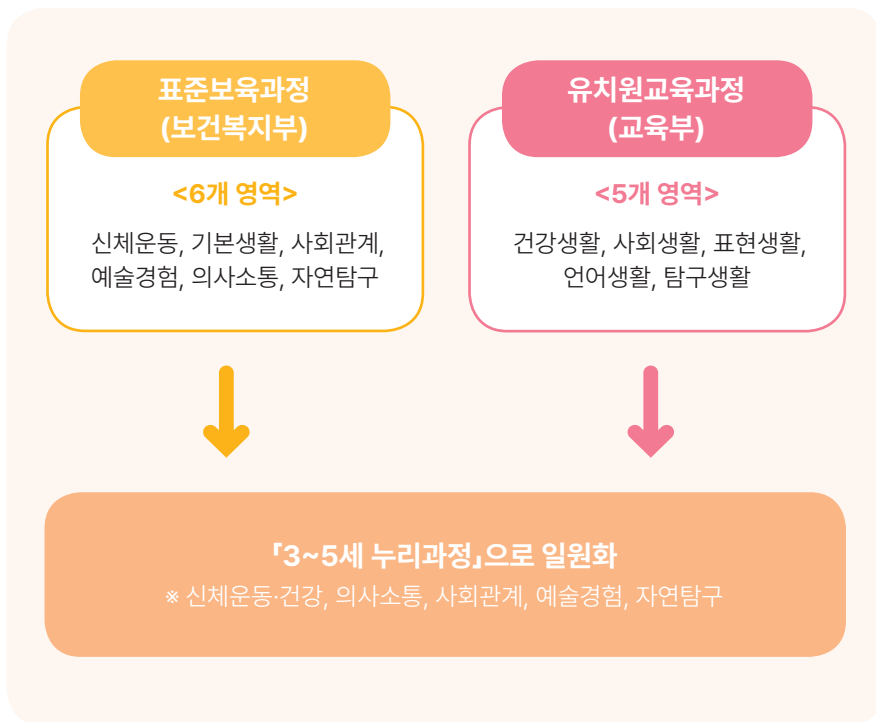 표준보육과정
(보건복지부)
<6개 영역>
신체운동, 기본생활, 사회관계,
예술경험, 의사소통, 자연탐구
유치원교육과정
(교육부)
<5개 영역>
건강생활, 사회생활, 표현생활,
언어생활, 탐구생활
「3~5세 누리과정」으로 일원화
※ 신체운동·건강, 의사소통, 사회관계, 예술경험, 자연탐구